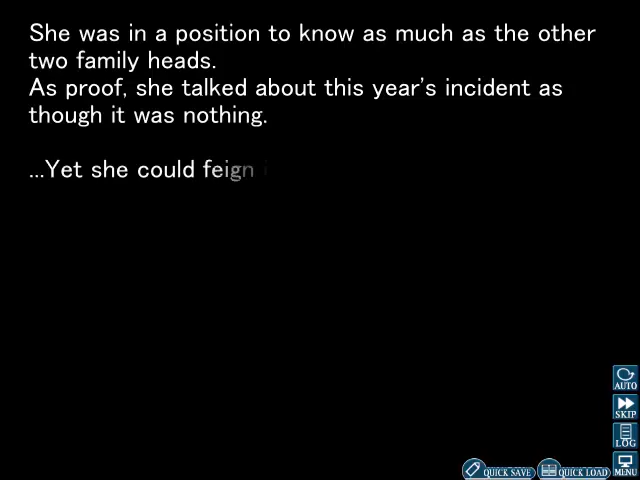 She was in a position to know as much as the other
two family heads.
As proof, she talked about this year's incident as
though it was nothing.
...Yet she could feign
AUTO
SKIP
LOG
MENU
QUICK SAVE
QUICK LOAD